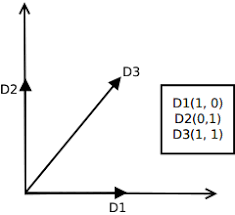 D3
D2
D1(1, 0)
D2(0,1)
D3(1, 1)
D1